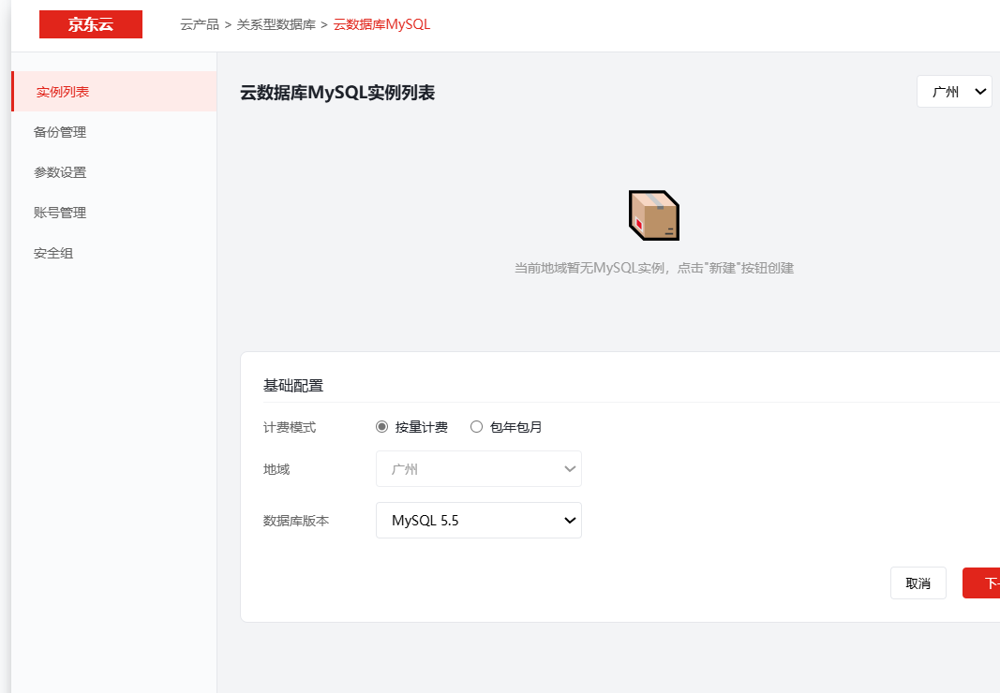 京东云
云产品 > 关系型数据库 > 云数据库MySQL
实例列表
备份管理
参数设置
账号管理
安全组
云数据库MySQL实例列表
广州
当前地域暂无MySQL实例，点击"新建"按钮创建
基础配置
计费模式 按量计费 包年包月
地域 广州
数据库版本 MySQL 5.5
取消 下